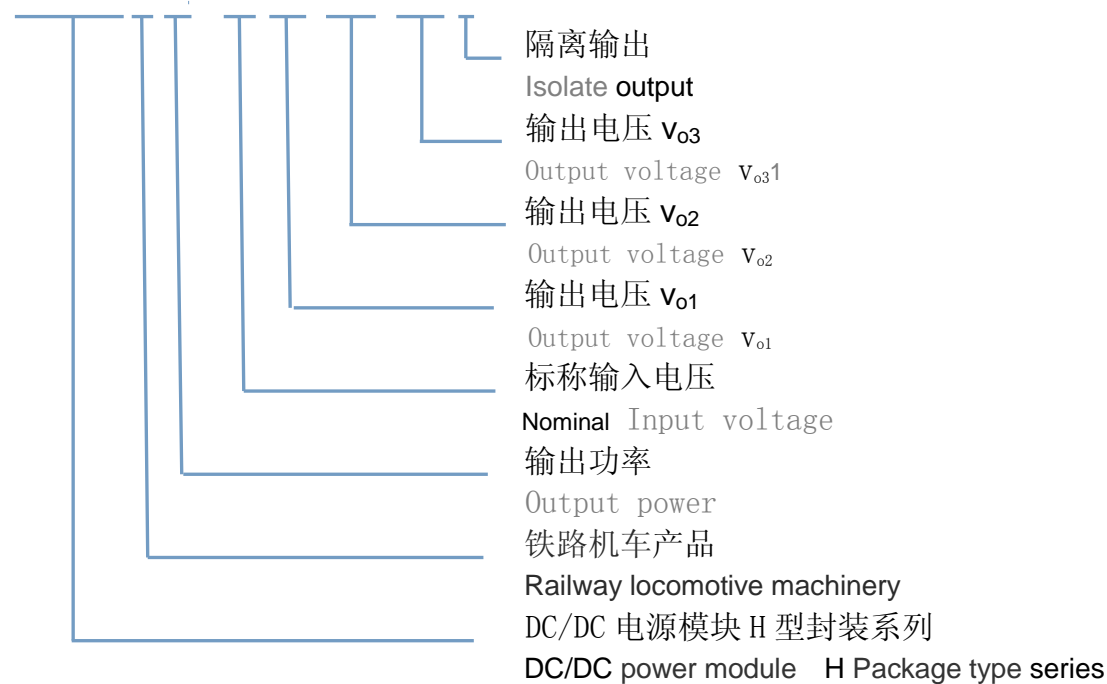 隔离输出
Isolate output
输出电压 vo3
Output voltage vo31
输出电压 vo2
Output voltage vo2
输出电压 vo1
Output voltage vo1
标称输入电压
Nominal Input voltage
输出功率
Output power
铁路机车产品
Railway locomotive machinery
DC/DC 电源模块 H 型封装系列
DC/DC power module H Package type series